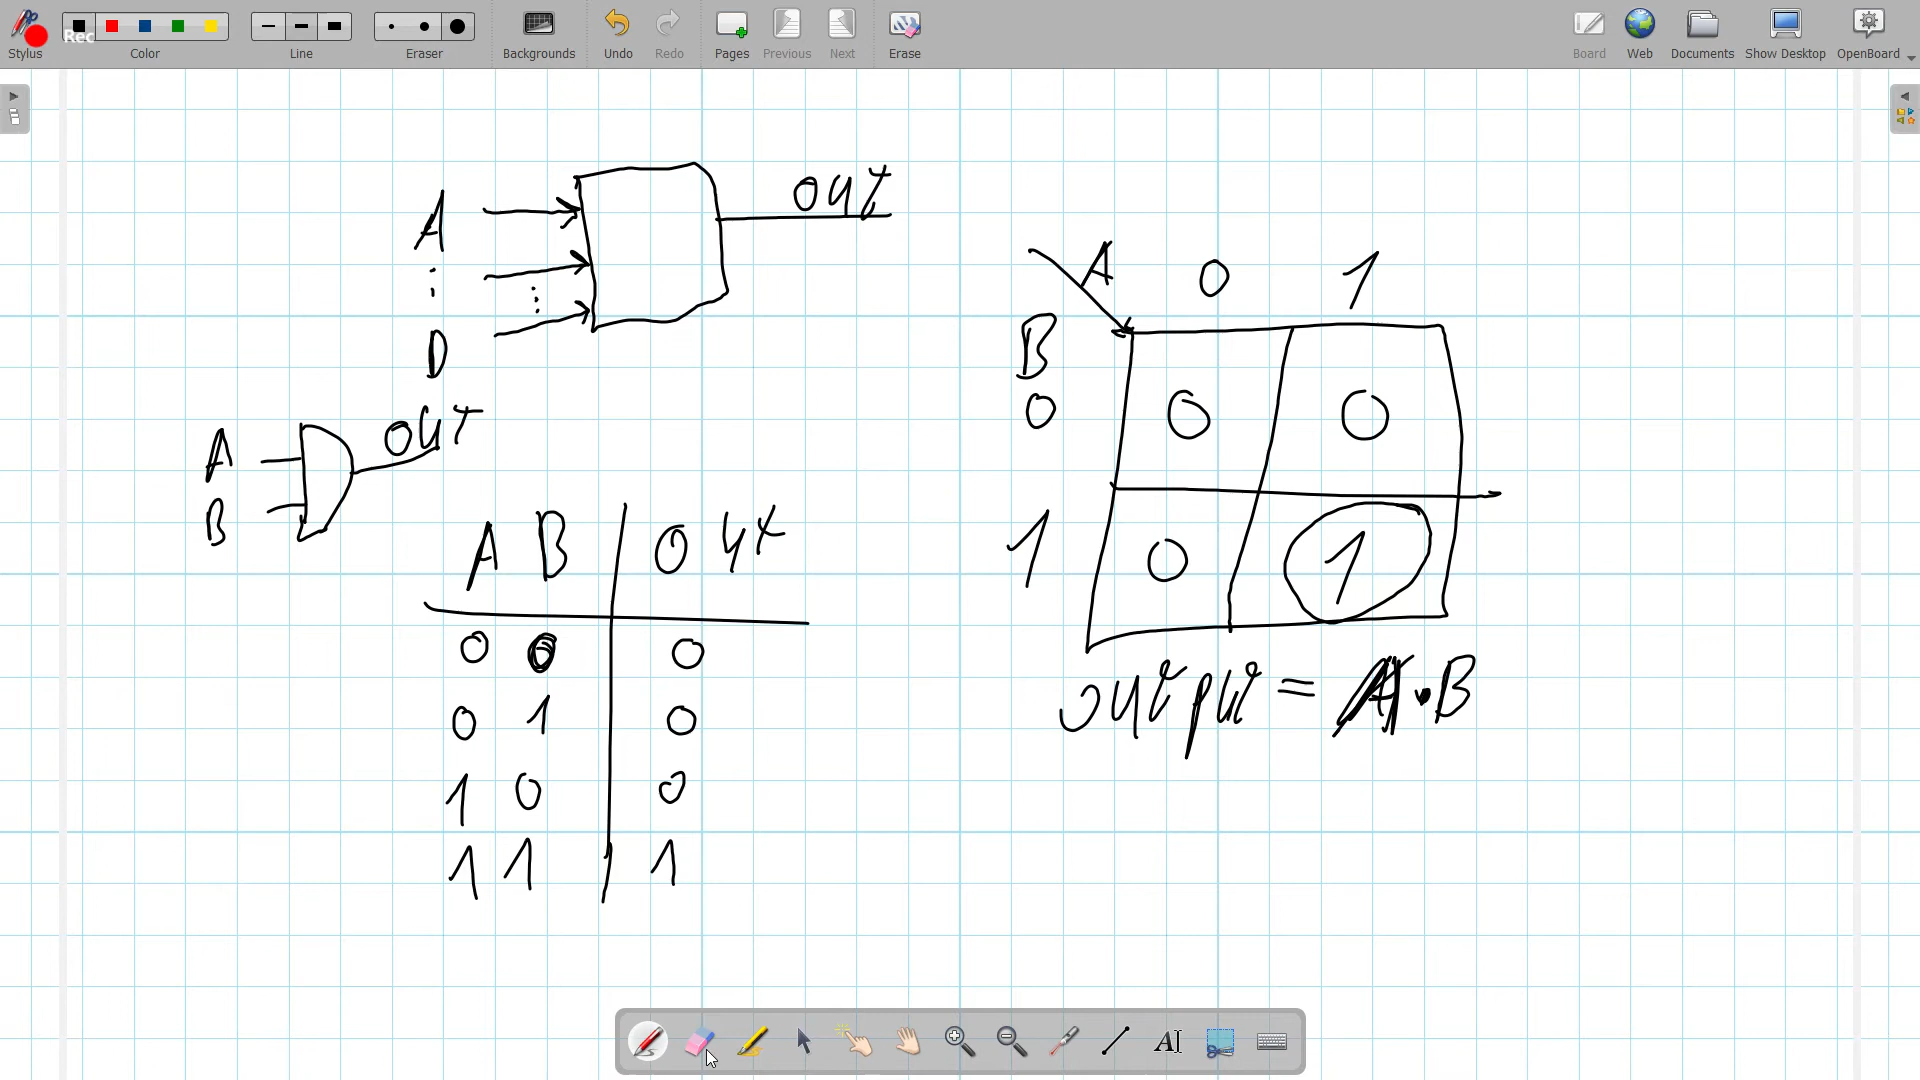 Stylus
Rec
Color
Line
Eraser
Backgrounds
Undo
Redo
Pages
Previous
Next
Erase
Board
Web
Documents
Show Desktop
OpenBoard
A
out
D
A
B
out
A B out
0 0 0
0 1 0
1 0 0
1 1 1
A 0 1
B
0 0 0
1 0 1
output = A • B